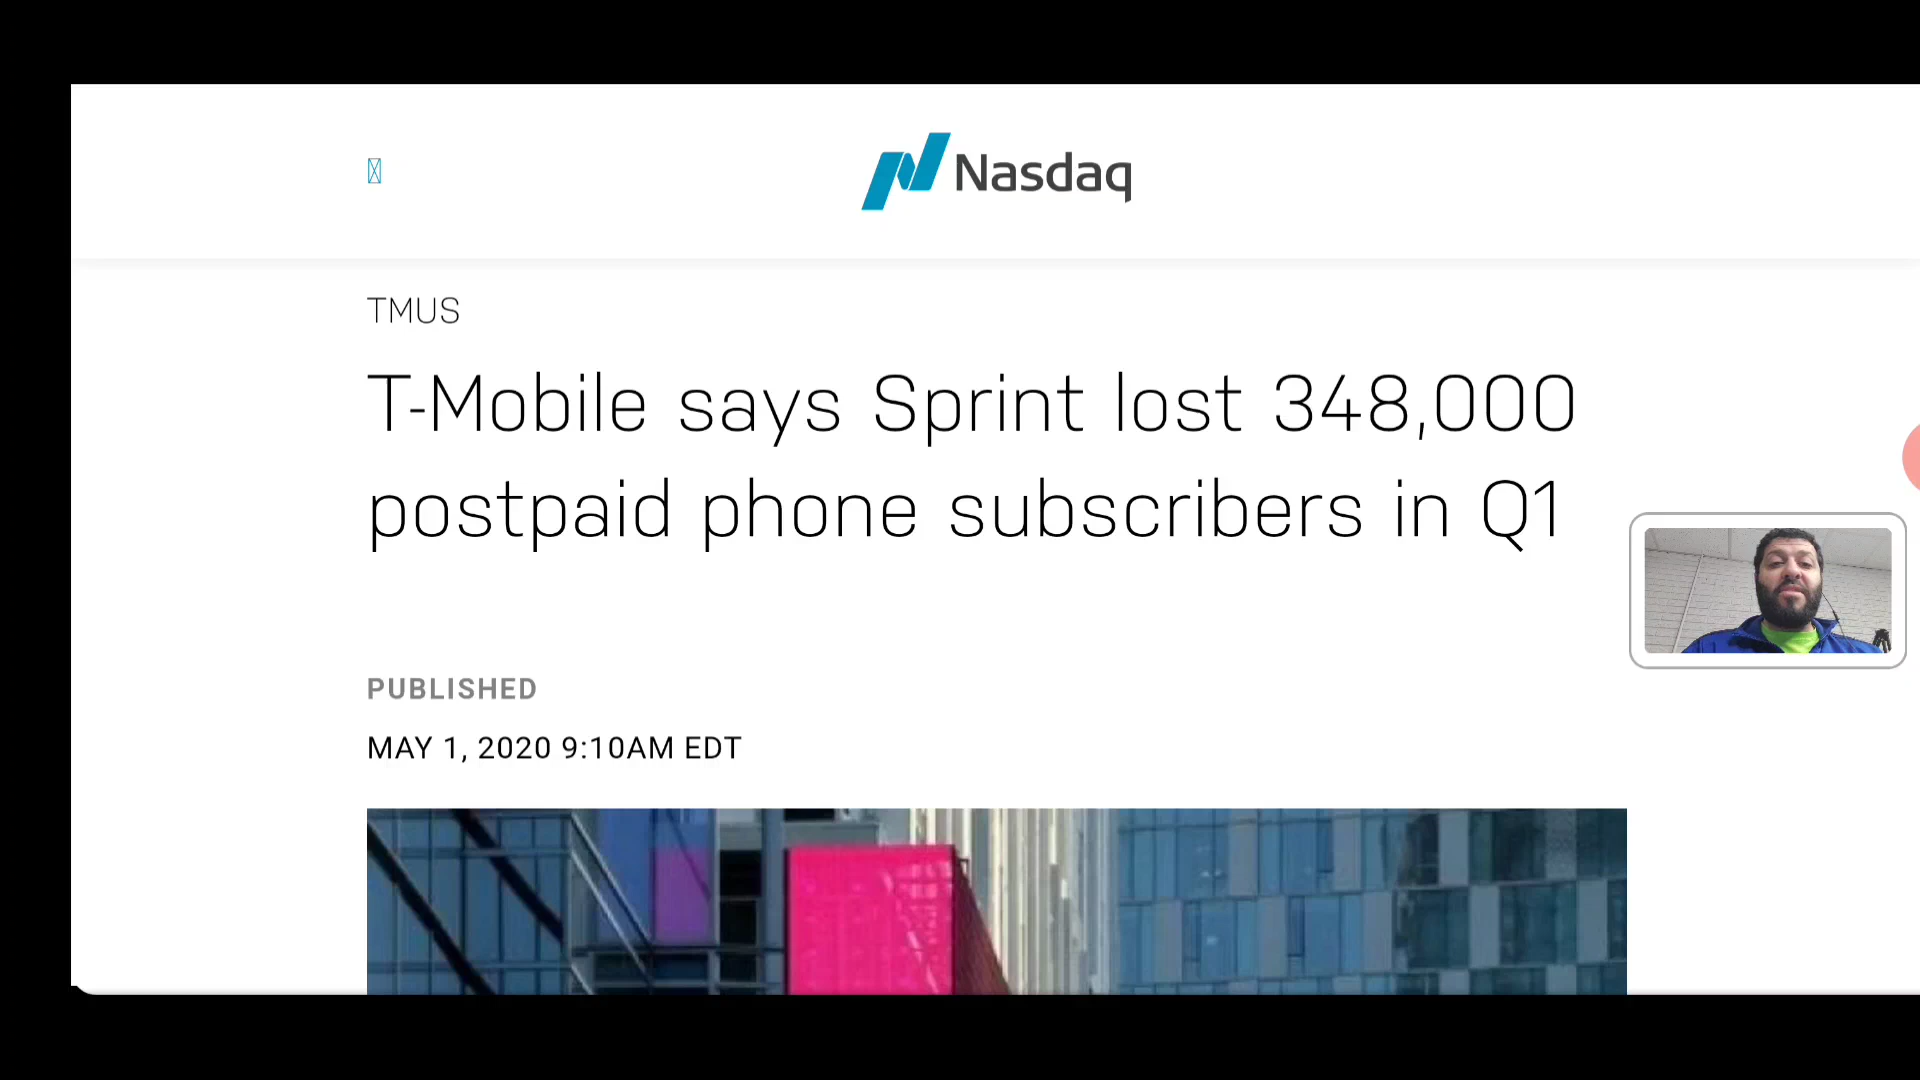 Nasdaq
TMUS
T-Mobile says Sprint lost 348,000
postpaid phone subscribers in Q1
PUBLISHED
MAY 1, 2020 9:10AM EDT